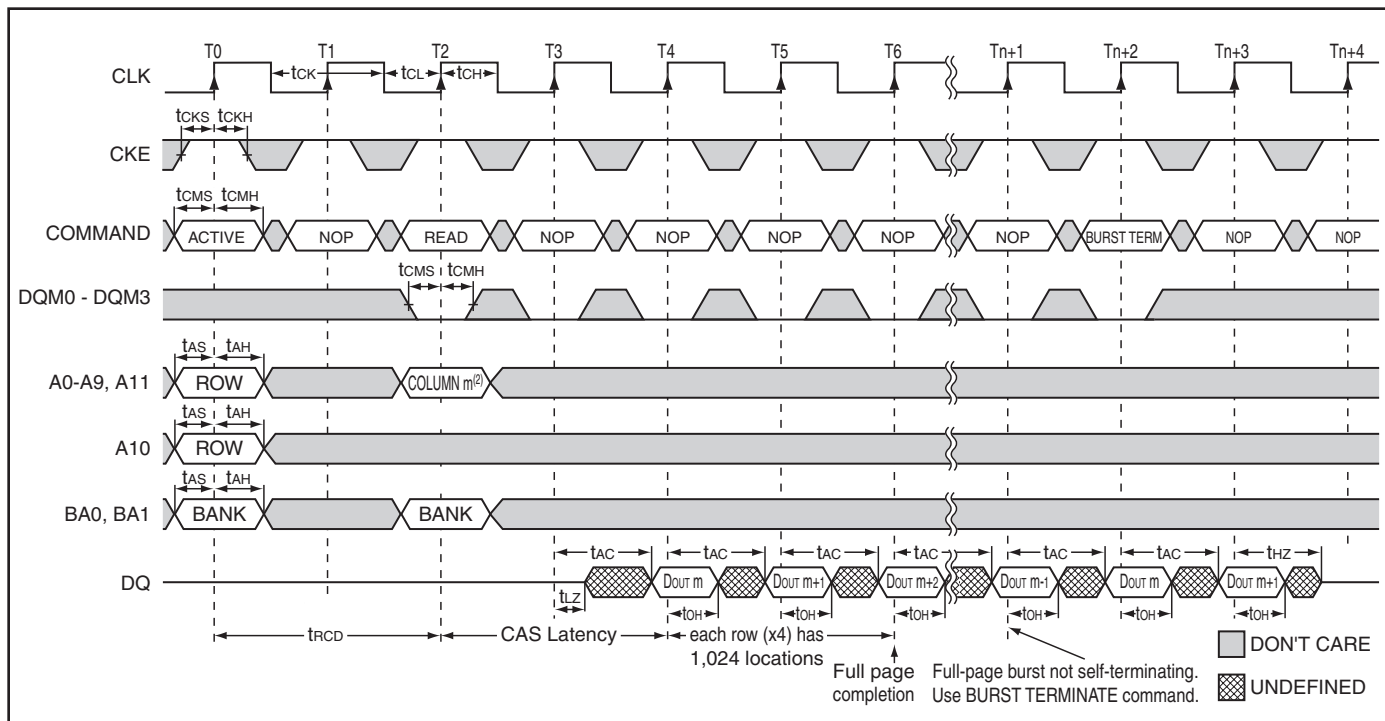 T0 T1 T2 T3 T4 T5 T6 Tn+1 Tn+2 Tn+3 Tn+4
CLK tCK tCL tCH
tCKS tCKH
CKE
tCMS tCMH
COMMAND ACTIVE NOP READ NOP NOP NOP NOP NOP BURST TERM NOP NOP
tCMS tCMH
DQM0 - DQM3
tAS tAH
A0-A9, A11 ROW COLUMN m(2)
tAS tAH
A10 ROW
tAS tAH
BA0, BA1 BANK BANK
tAC tAC tAC tAC tAC tAC tHZ
DQ DOUT m DOUT m+1 DOUT m+2 DOUT m-1 DOUT m DOUT m+1
tLZ tOH tOH tOH tOH tOH tOH
tRCD CAS Latency each row (x4) has
1,024 locations
Full page
completion
Full-page burst not self-terminating.
Use BURST TERMINATE command.
DON'T CARE
UNDEFINED